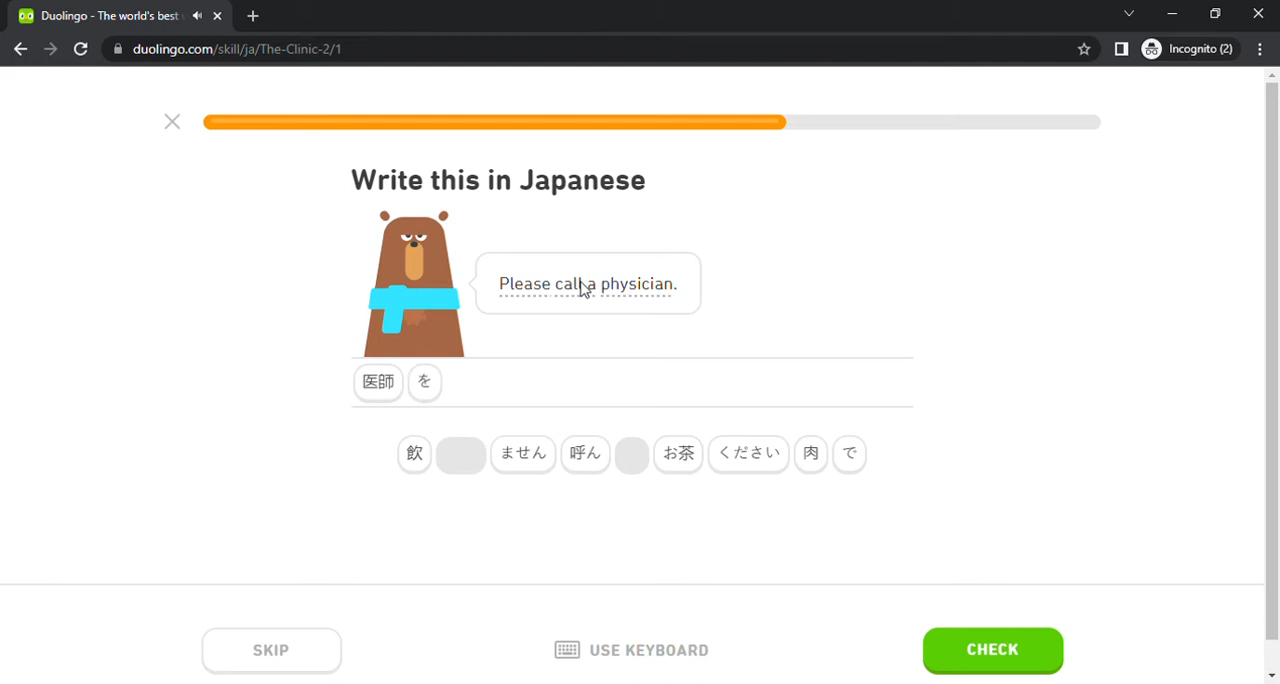 Duolingo - The world's best
duolingo.com/skill/ja/The-Clinic-2/1
Incognito (2)
Write this in Japanese
Please call a physician.
医師 を
飲 ません 呼ん お茶 ください 肉 で
SKIP
USE KEYBOARD
CHECK